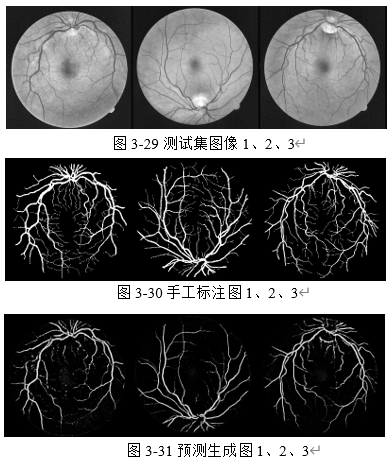 图 3-29 测试集图像 1、2、3
图 3-30 手工标注图 1、2、3
图 3-31 预测生成图 1、2、3